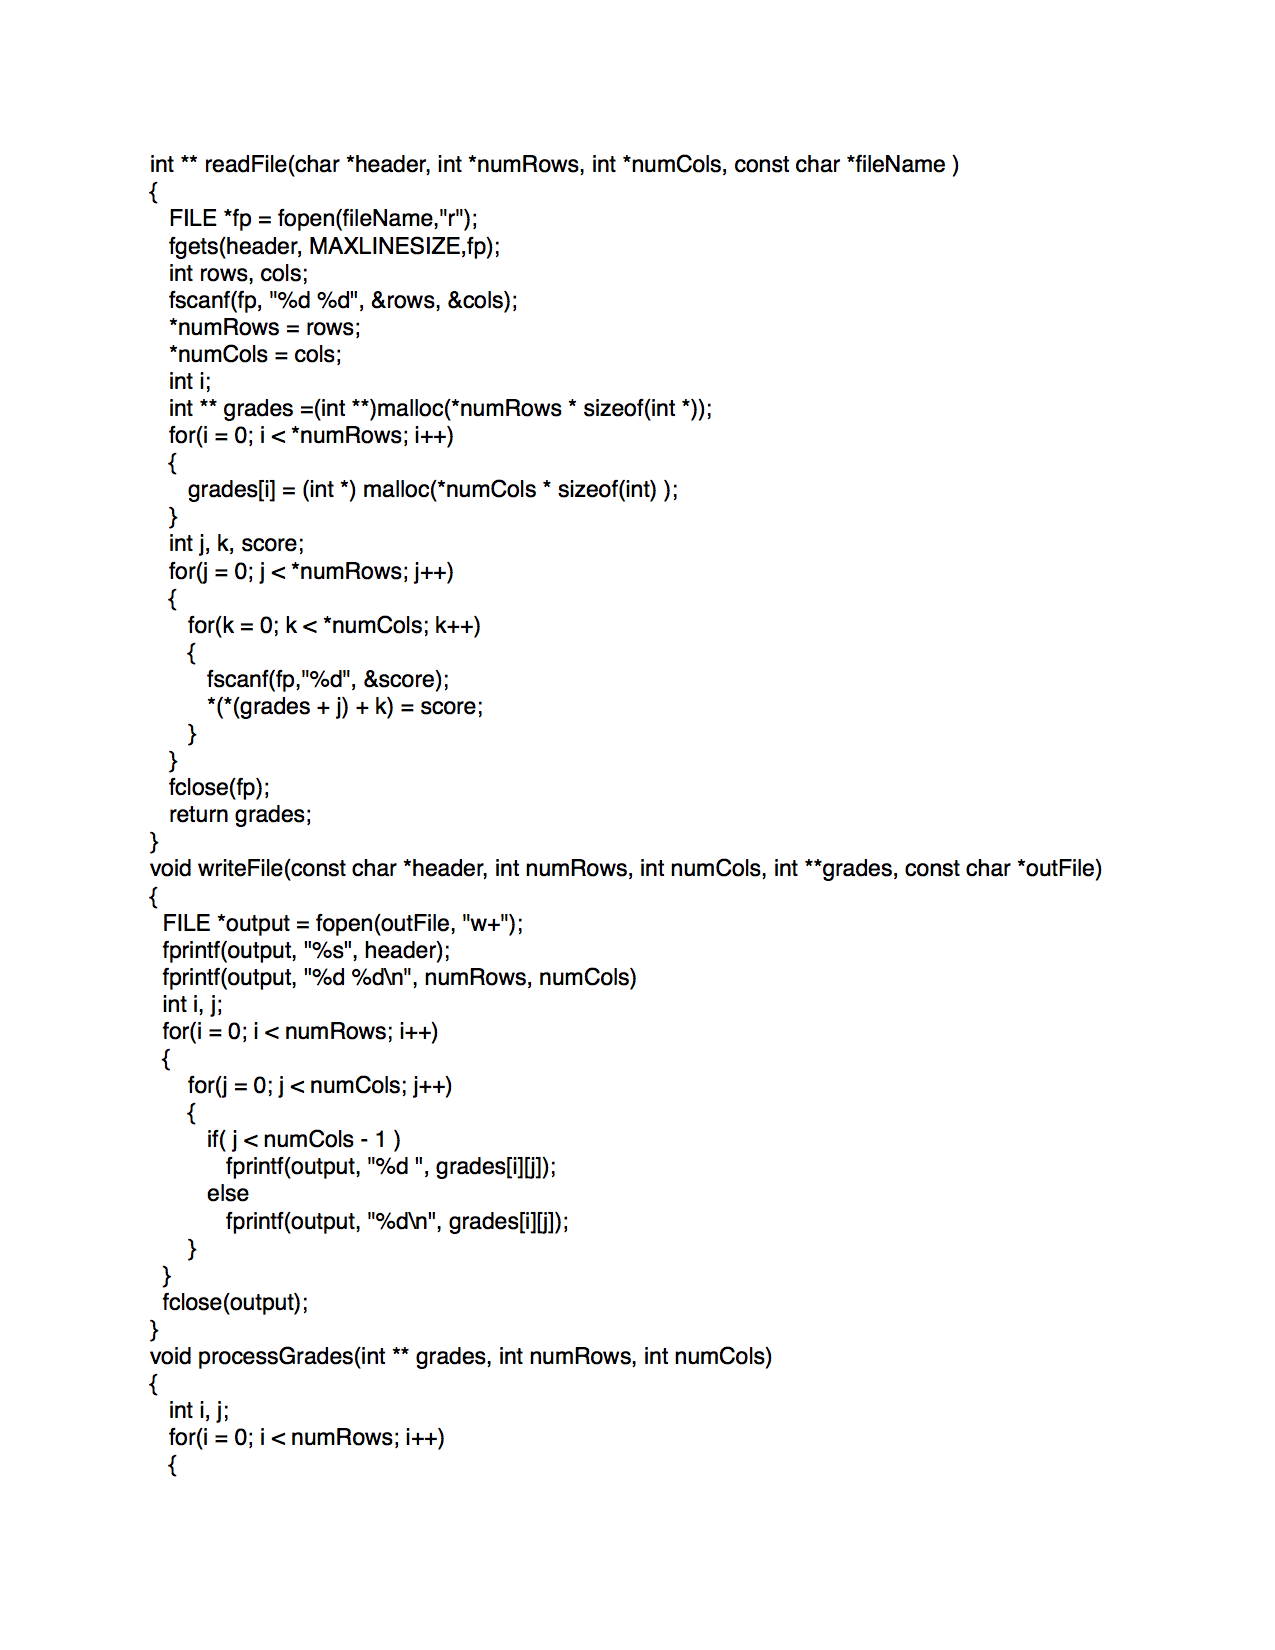 int ** readFile(char *header, int *numRows, int *numCols, const char *fileName )
{
FILE *fp = fopen(fileName,"r");
fgets(header, MAXLINESIZE,fp);
int rows, cols;
fscanf(fp, "%d %d", &rows, &cols);
*numRows = rows;
*numCols = cols;
int i;
int ** grades =(int **)malloc(*numRows * sizeof(int *));
for(i = 0; i < *numRows; i++)
{
grades[i] = (int *) malloc(*numCols * sizeof(int) );
}
int j, k, score;
for(j = 0; j < *numRows; j++)
{
for(k = 0; k < *numCols; k++)
{
fscanf(fp,"%d", &score);
*(*(grades + j) + k) = score;
}
}
fclose(fp);
return grades;
}
void writeFile(const char *header, int numRows, int numCols, int **grades, const char *outFile)
{
FILE *output = fopen(outFile, "w+");
fprintf(output, "%s", header);
fprintf(output, "%d %d\n", numRows, numCols)
int i, j;
for(i = 0; i < numRows; i++)
{
for(j = 0; j < numCols; j++)
{
if( j < numCols - 1 )
fprintf(output, "%d ", grades[i][j]);
else
fprintf(output, "%d\n", grades[i][j]);
}
}
fclose(output);
}
void processGrades(int ** grades, int numRows, int numCols)
{
int i, j;
for(i = 0; i < numRows; i++)
{